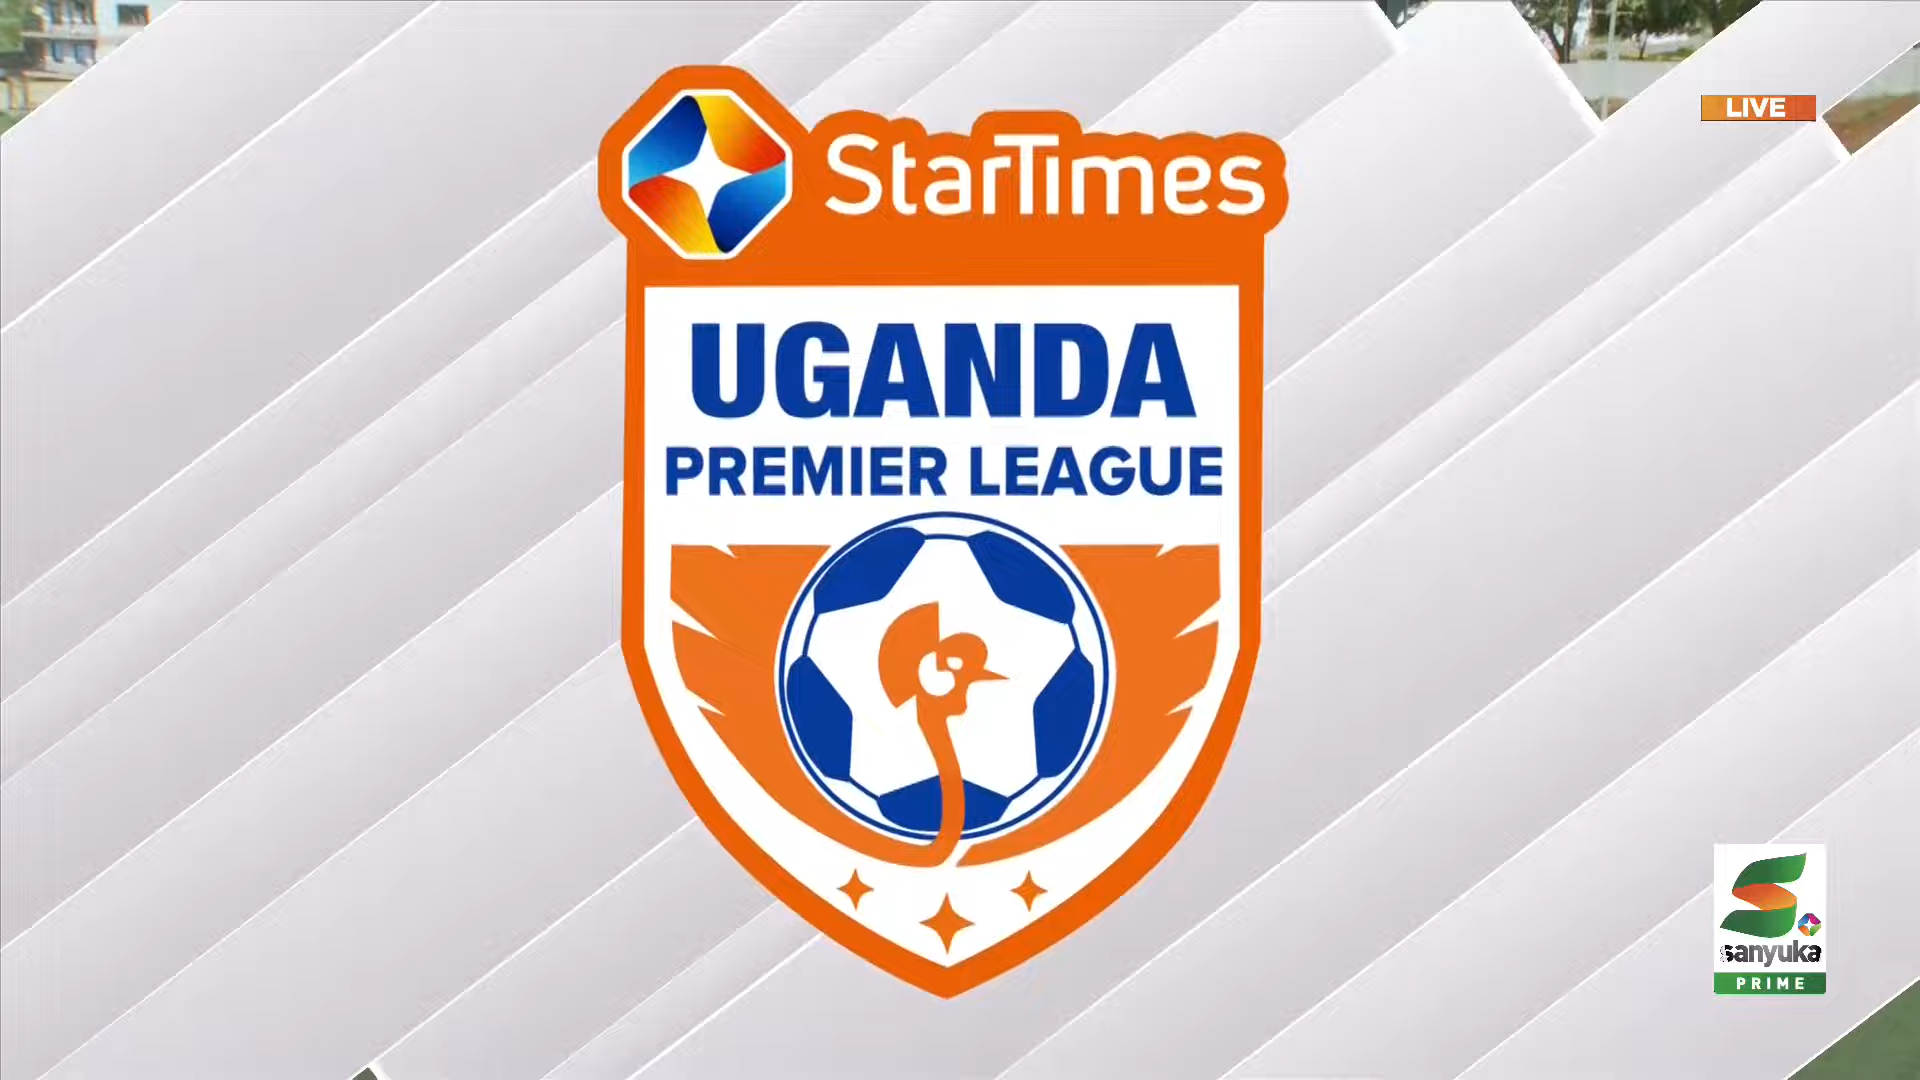 StarTimes
LIVE
UGANDA
PREMIER LEAGUE
sanyuka
PRIME